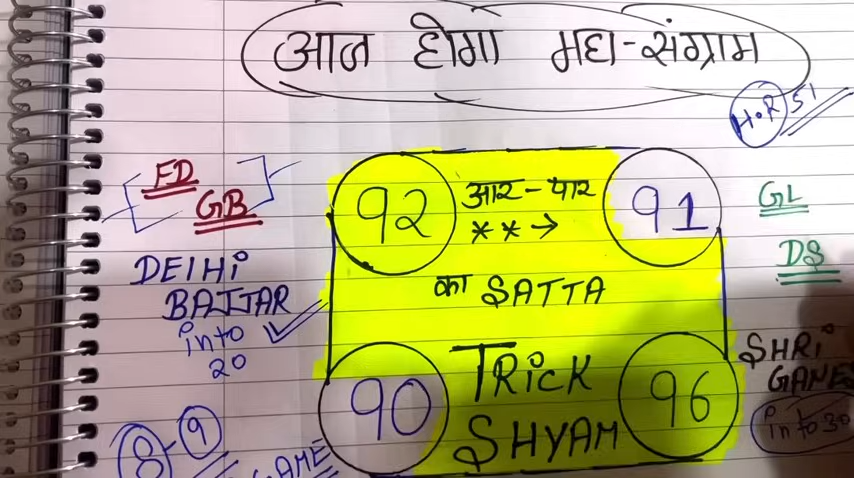 आज होगा महा-संग्राम
H.R 51
FD
GB
DElHi
BAJJAR
into
20
92
आर-पार
91
**→
का SATTA
GL
DS
90
TRicK
SHYAM
96
SHRi
GANES
into 30
8-9
GAME